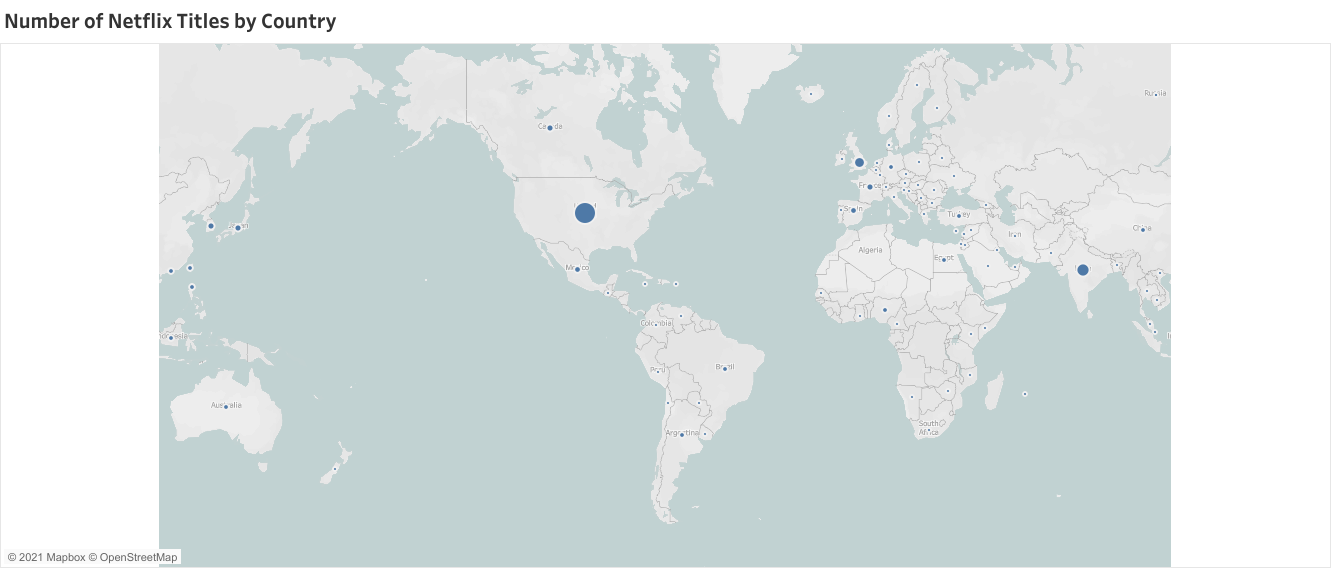 Number of Netflix Titles by Country
Russia
Canada
France
Spain
Turkey
China
Japan
Iran
Algeria
Egypt
Mexico
Colombia
Peru
Brazil
Australia
South
Africa
Argentina
© 2021 Mapbox © OpenStreetMap